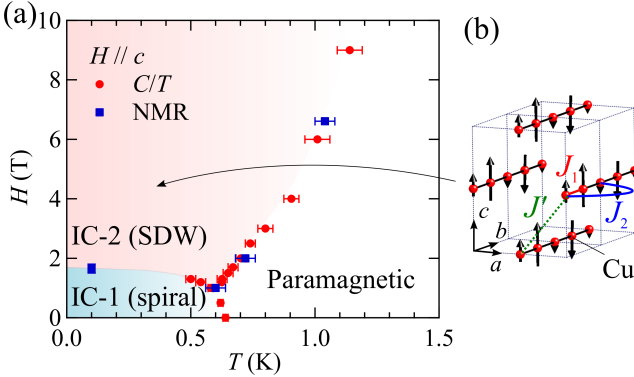 (a)
H // c
C/T
NMR
IC-2 (SDW)
IC-1 (spiral)
Paramagnetic
H (T)
10
8
6
4
2
0
0.0
0.5
1.0
1.5
T (K)
(b)
J1
J2
J'
c
b
a
Cu